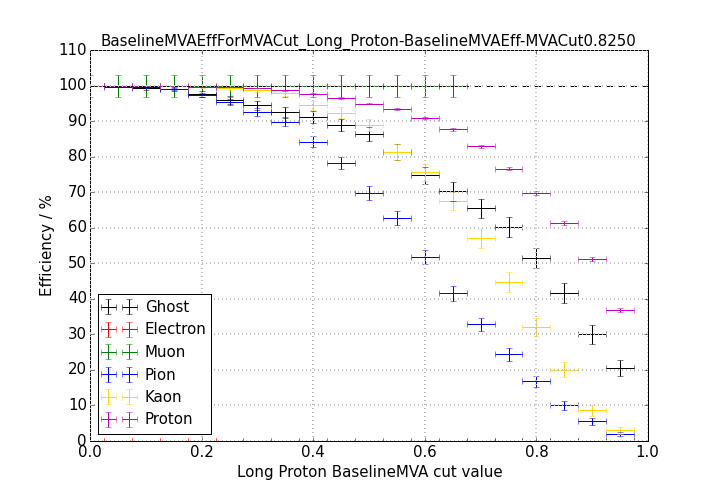 BaselineMVAEffForMVACut_Long_Proton-BaselineMVAEff-MVACut0.8250
110
100
90
80
70
60
50
40
30
20
10
0
Efficiency / %
Ghost
Electron
Muon
Pion
Kaon
Proton
0.0 0.2 0.4 0.6 0.8 1.0
Long Proton BaselineMVA cut value